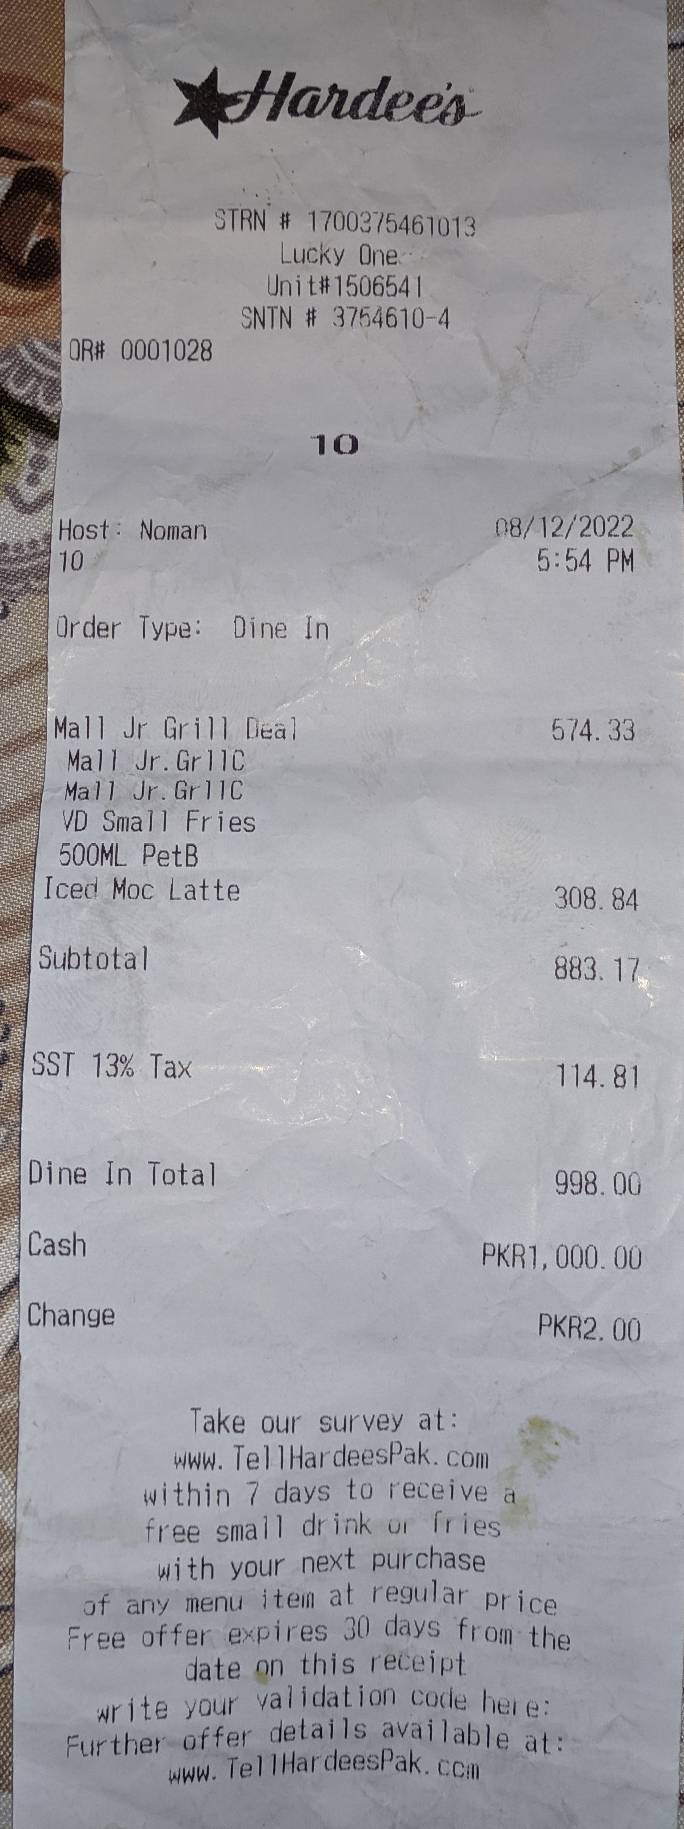 Hardee's
STRN # 1700375461013
Lucky One
Unit#1506541
SNTN # 3754610-4
OR# 0001028
10
Host: Noman 08/12/2022
10 5:54 PM
Order Type: Dine In
Mall Jr Grill Deal 574.33
Mall Jr.GrllC
Mall Jr.GrllC
VD Small Fries
500ML PetB
Iced Moc Latte 308.84
Subtotal 883.17
SST 13% Tax 114.81
Dine In Total 998.00
Cash PKR1,000.00
Change PKR2.00
Take our survey at:
www.TellHardeesPak.com
within 7 days to receive a
free small drink or fries
with your next purchase
of any menu item at regular price
Free offer expires 30 days from the
date on this receipt
write your validation code here:
Further offer details available at:
www.TellHardeesPak.com